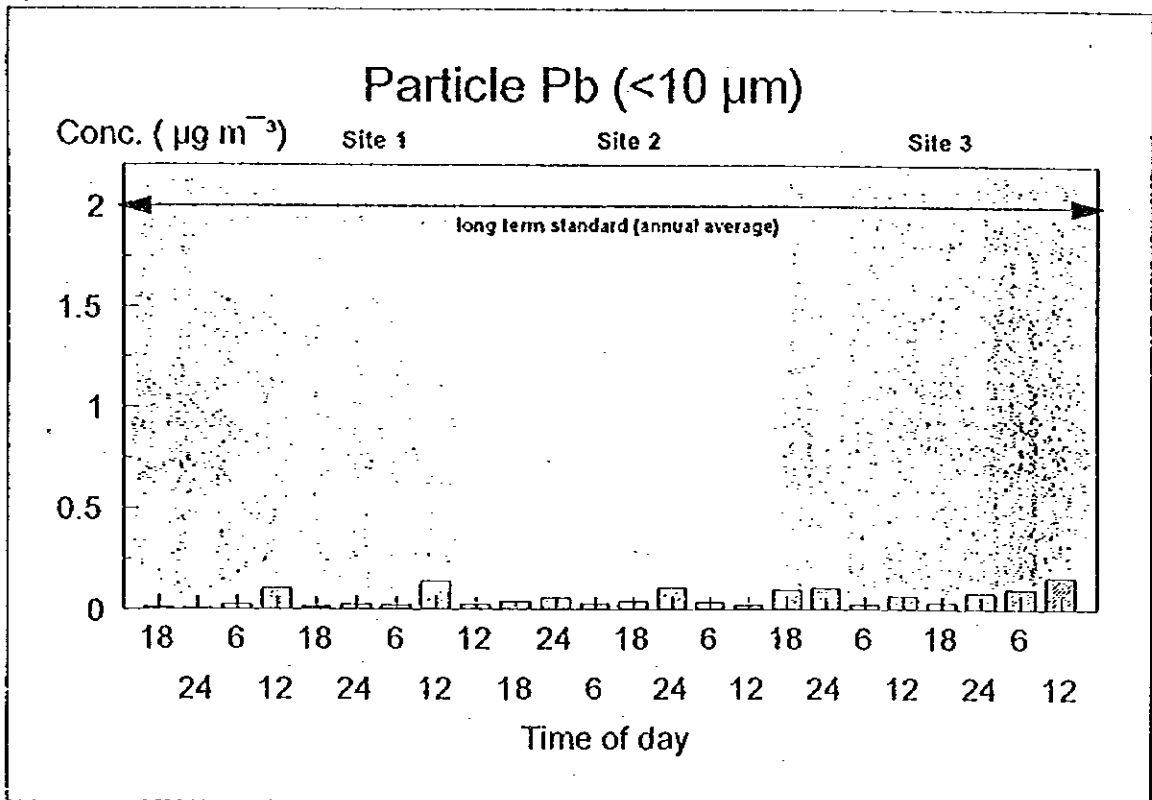 Particle Pb (<10 µm)
Conc. ( µg m⁻³) Site 1 Site 2 Site 3
2
long term standard (annual average)
1.5
1
0.5
0
18 6 18 6 12 24 18 6 18 6 18 6
24 12 24 12 18 6 24 12 24 12 24 12
Time of day